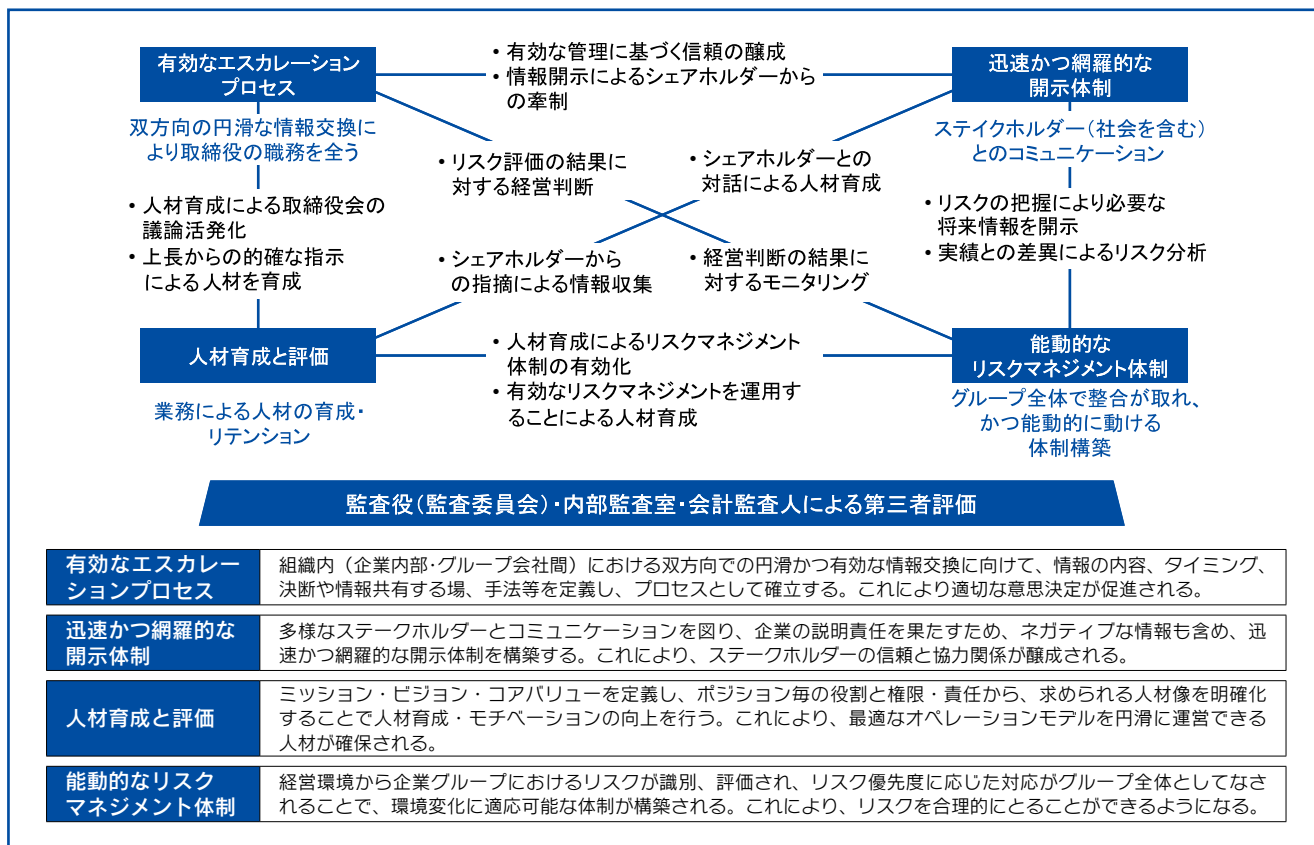 有効なエスカレーション
プロセス
双方向の円滑な情報交換に
より取締役の職務を全う
・有効な管理に基づく信頼の醸成
・情報開示によるシェアホルダーから
の牽制
迅速かつ網羅的な
開示体制
ステイクホルダー(社会を含む)
とのコミュニケーション
・リスク評価の結果に
対する経営判断
・シェアホルダーとの
対話による人材育成
・人材育成による取締役会の
議論活発化
・上長からの的確な指示
による人材を育成
・シェアホルダーから
の指摘による情報収集
・経営判断の結果に
対するモニタリング
・リスクの把握により必要な
将来情報を開示
・実績との差異によるリスク分析
人材育成と評価
業務による人材の育成・
リテンション
・人材育成によるリスクマネジメント
体制の有効化
・有効なリスクマネジメントを運用す
ることによる人材育成
能動的な
リスクマネジメント体制
グループ全体で整合が取れ、
かつ能動的に動ける
体制構築
監査役(監査委員会)・内部監査室・会計監査人による第三者評価
有効なエスカレー
ションプロセス
組織内(企業内部・グループ会社間)における双方向での円滑かつ有効な情報交換に向けて、情報の内容、タイミング、
決断や情報共有する場、手法等を定義し、プロセスとして確立する。これにより適切な意思決定が促進される。
迅速かつ網羅的な
開示体制
多様なステークホルダーとコミュニケーションを図り、企業の説明責任を果たすため、ネガティブな情報も含め、迅
速かつ網羅的な開示体制を構築する。これにより、ステークホルダーの信頼と協力関係が醸成される。
人材育成と評価
ミッション・ビジョン・コアバリューを定義し、ポジション毎の役割と権限・責任から、求められる人材像を明確化
することで人材育成・モチベーションの向上を行う。これにより、最適なオペレーションモデルを円滑に運営できる
人材が確保される。
能動的なリスク
マネジメント体制
経営環境から企業グループにおけるリスクが識別、評価され、リスク優先度に応じた対応がグループ全体としてなさ
れることで、環境変化に適応可能な体制が構築される。これにより、リスクを合理的にとることができるようになる。